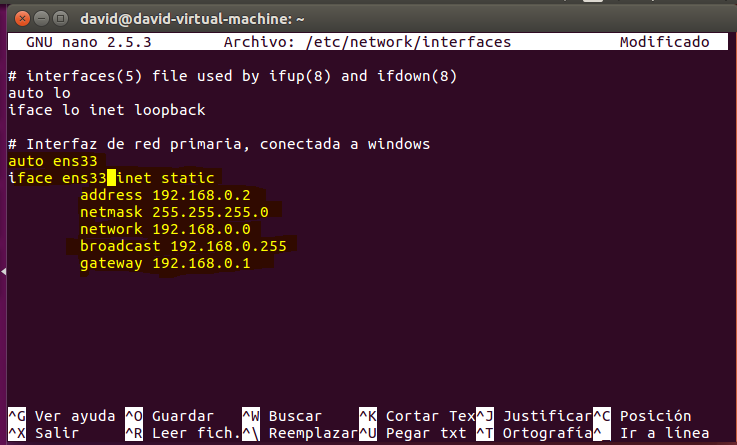 david@david-virtual-machine: ~
GNU nano 2.5.3 Archivo: /etc/network/interfaces Modificado
# interfaces(5) file used by ifup(8) and ifdown(8)
auto lo
iface lo inet loopback
# Interfaz de red primaria, conectada a windows
auto ens33
iface ens33 inet static
address 192.168.0.2
netmask 255.255.255.0
network 192.168.0.0
broadcast 192.168.0.255
gateway 192.168.0.1
^G Ver ayuda ^O Guardar ^W Buscar ^K Cortar Tex ^J Justificar ^C Posición
^X Salir ^R Leer fich. ^\ Reemplazar ^U Pegar txt ^T Ortografía ^_ Ir a línea